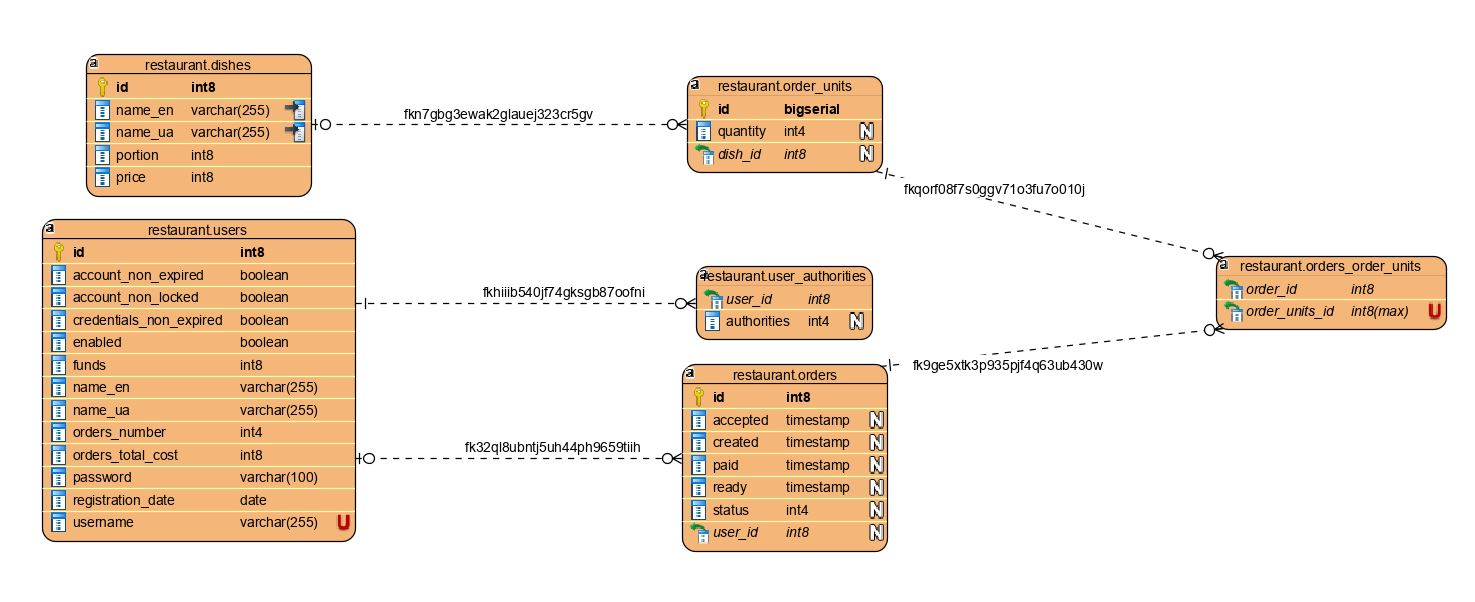 restaurant.dishes
id int8
name_en varchar(255)
name_ua varchar(255)
portion int8
price int8
fkn7gbg3ewak2glauej323cr5gv
restaurant.order_units
id bigserial
quantity int4 N
dish_id int8 N
fkqorf08f7s0ggv71o3fu7o010j
restaurant.users
id int8
account_non_expired boolean
account_non_locked boolean
credentials_non_expired boolean
enabled boolean
funds int8
name_en varchar(255)
name_ua varchar(255)
orders_number int4
orders_total_cost int8
password varchar(100)
registration_date date
username varchar(255) U
fkhiiib540jf74gksgb87oofni
restaurant.user_authorities
user_id int8
authorities int4 N
restaurant.orders_order_units
order_id int8
order_units_id int8(max) U
fk9ge5xtk3p935pjf4q63ub430w
fk32ql8ubntj5uh44ph9659tiih
restaurant.orders
id int8
accepted timestamp N
created timestamp N
paid timestamp N
ready timestamp N
status int4 N
user_id int8 N